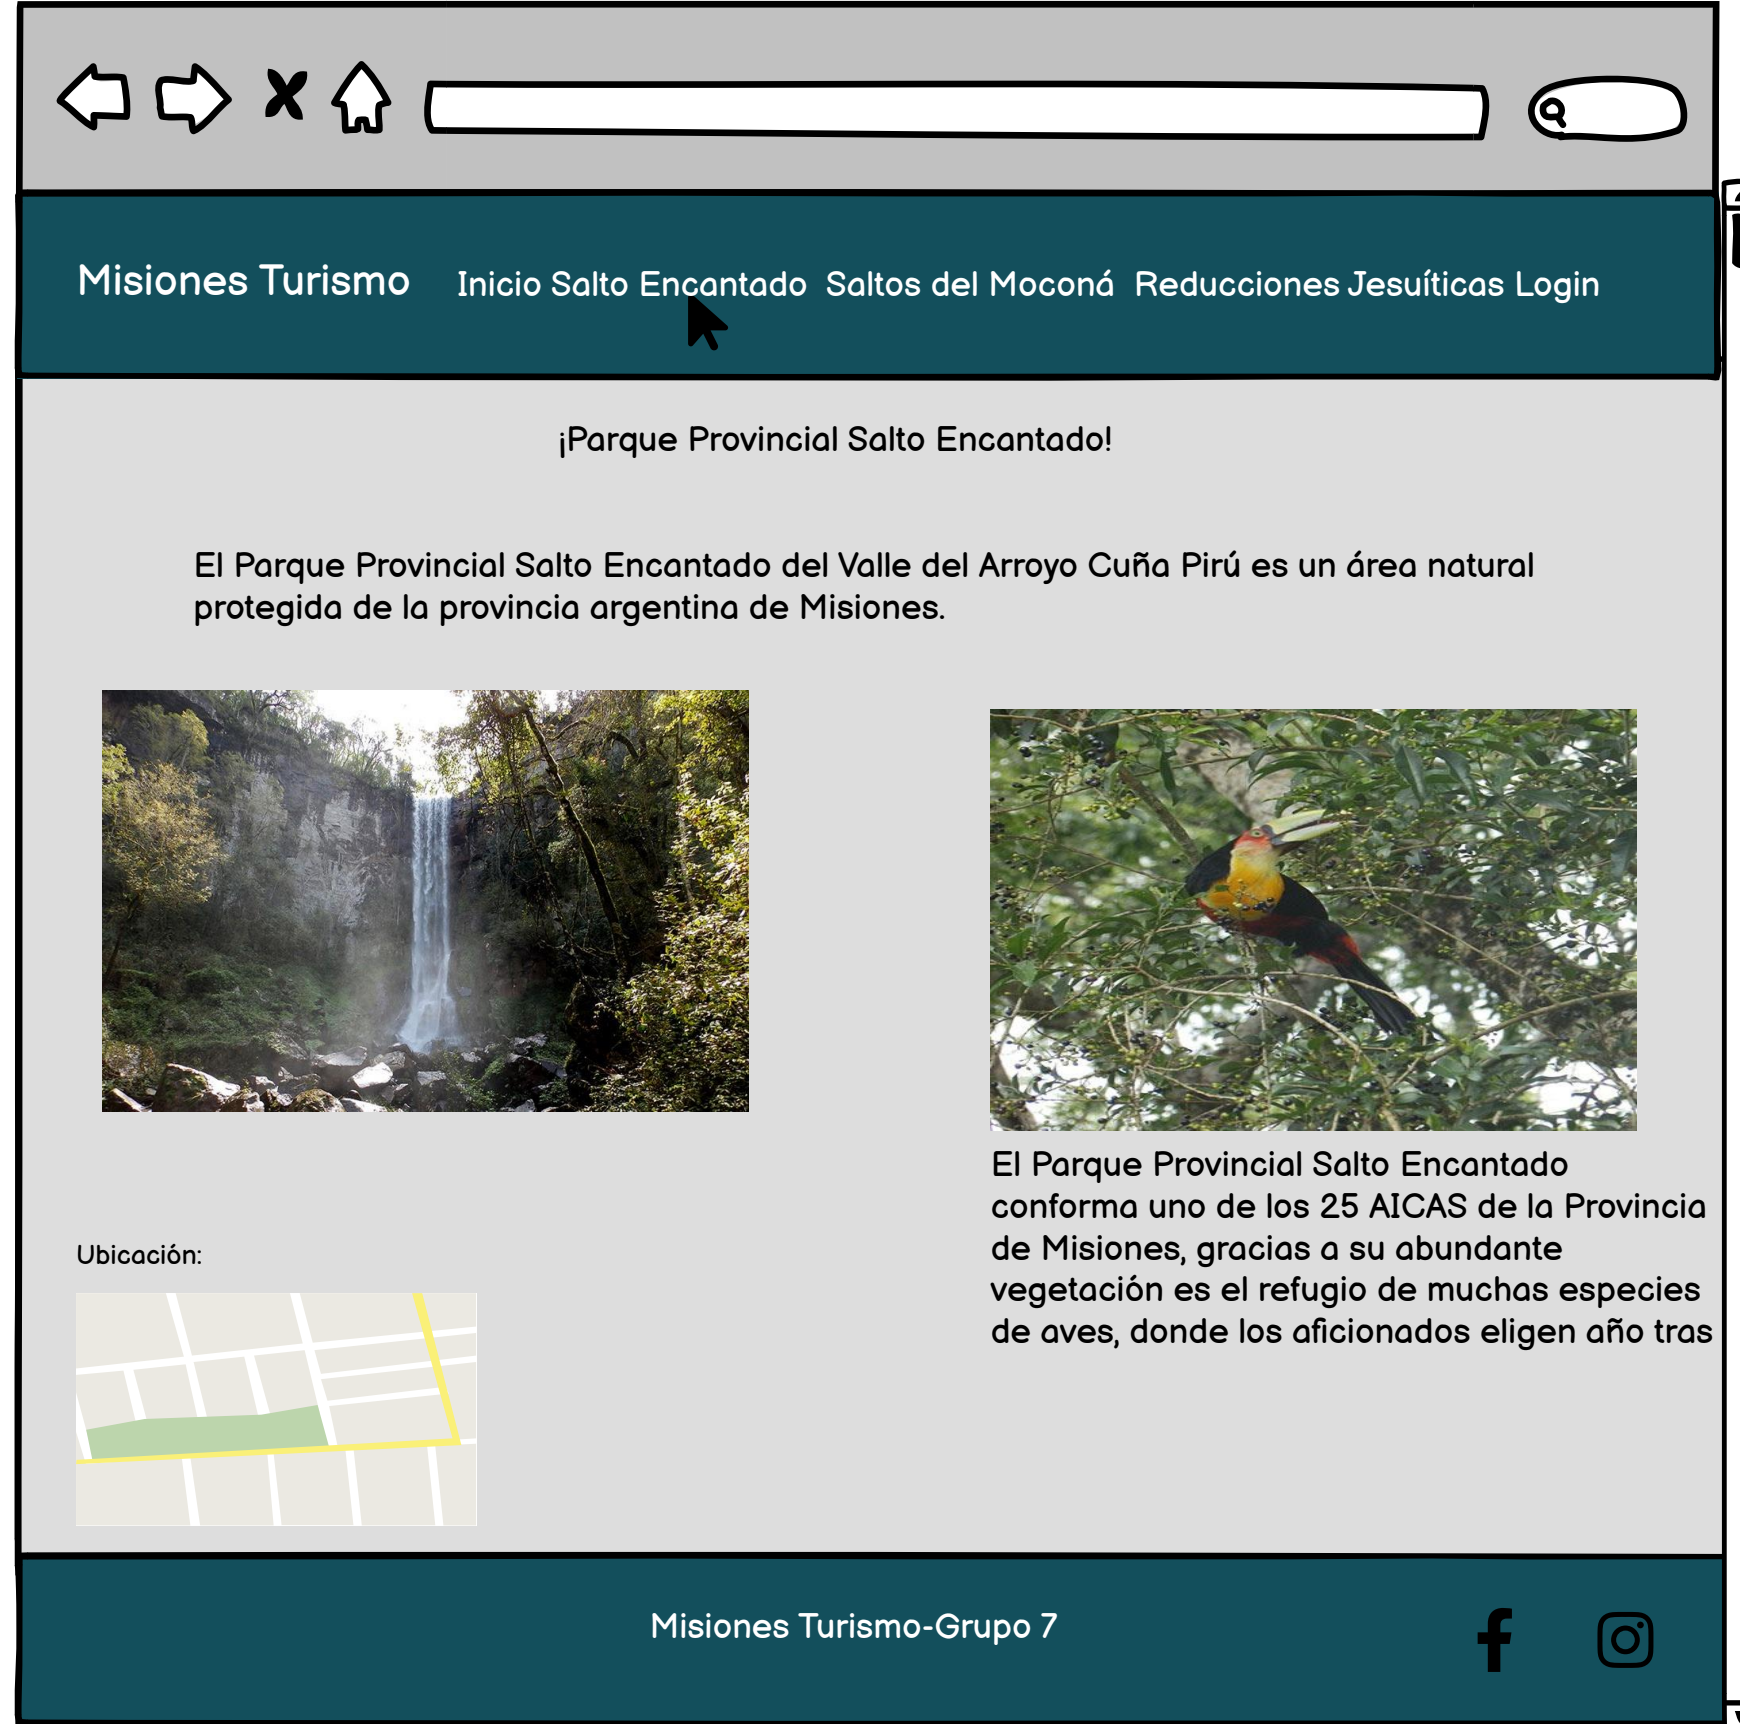 Misiones Turismo Inicio Salto Encantado Saltos del Moconá Reducciones Jesuíticas Login
¡Parque Provincial Salto Encantado!
El Parque Provincial Salto Encantado del Valle del Arroyo Cuña Pirú es un área natural
protegida de la provincia argentina de Misiones.
El Parque Provincial Salto Encantado
conforma uno de los 25 AICAS de la Provincia
de Misiones, gracias a su abundante
vegetación es el refugio de muchas especies
de aves, donde los aficionados eligen año tras
Ubicación:
Misiones Turismo-Grupo 7